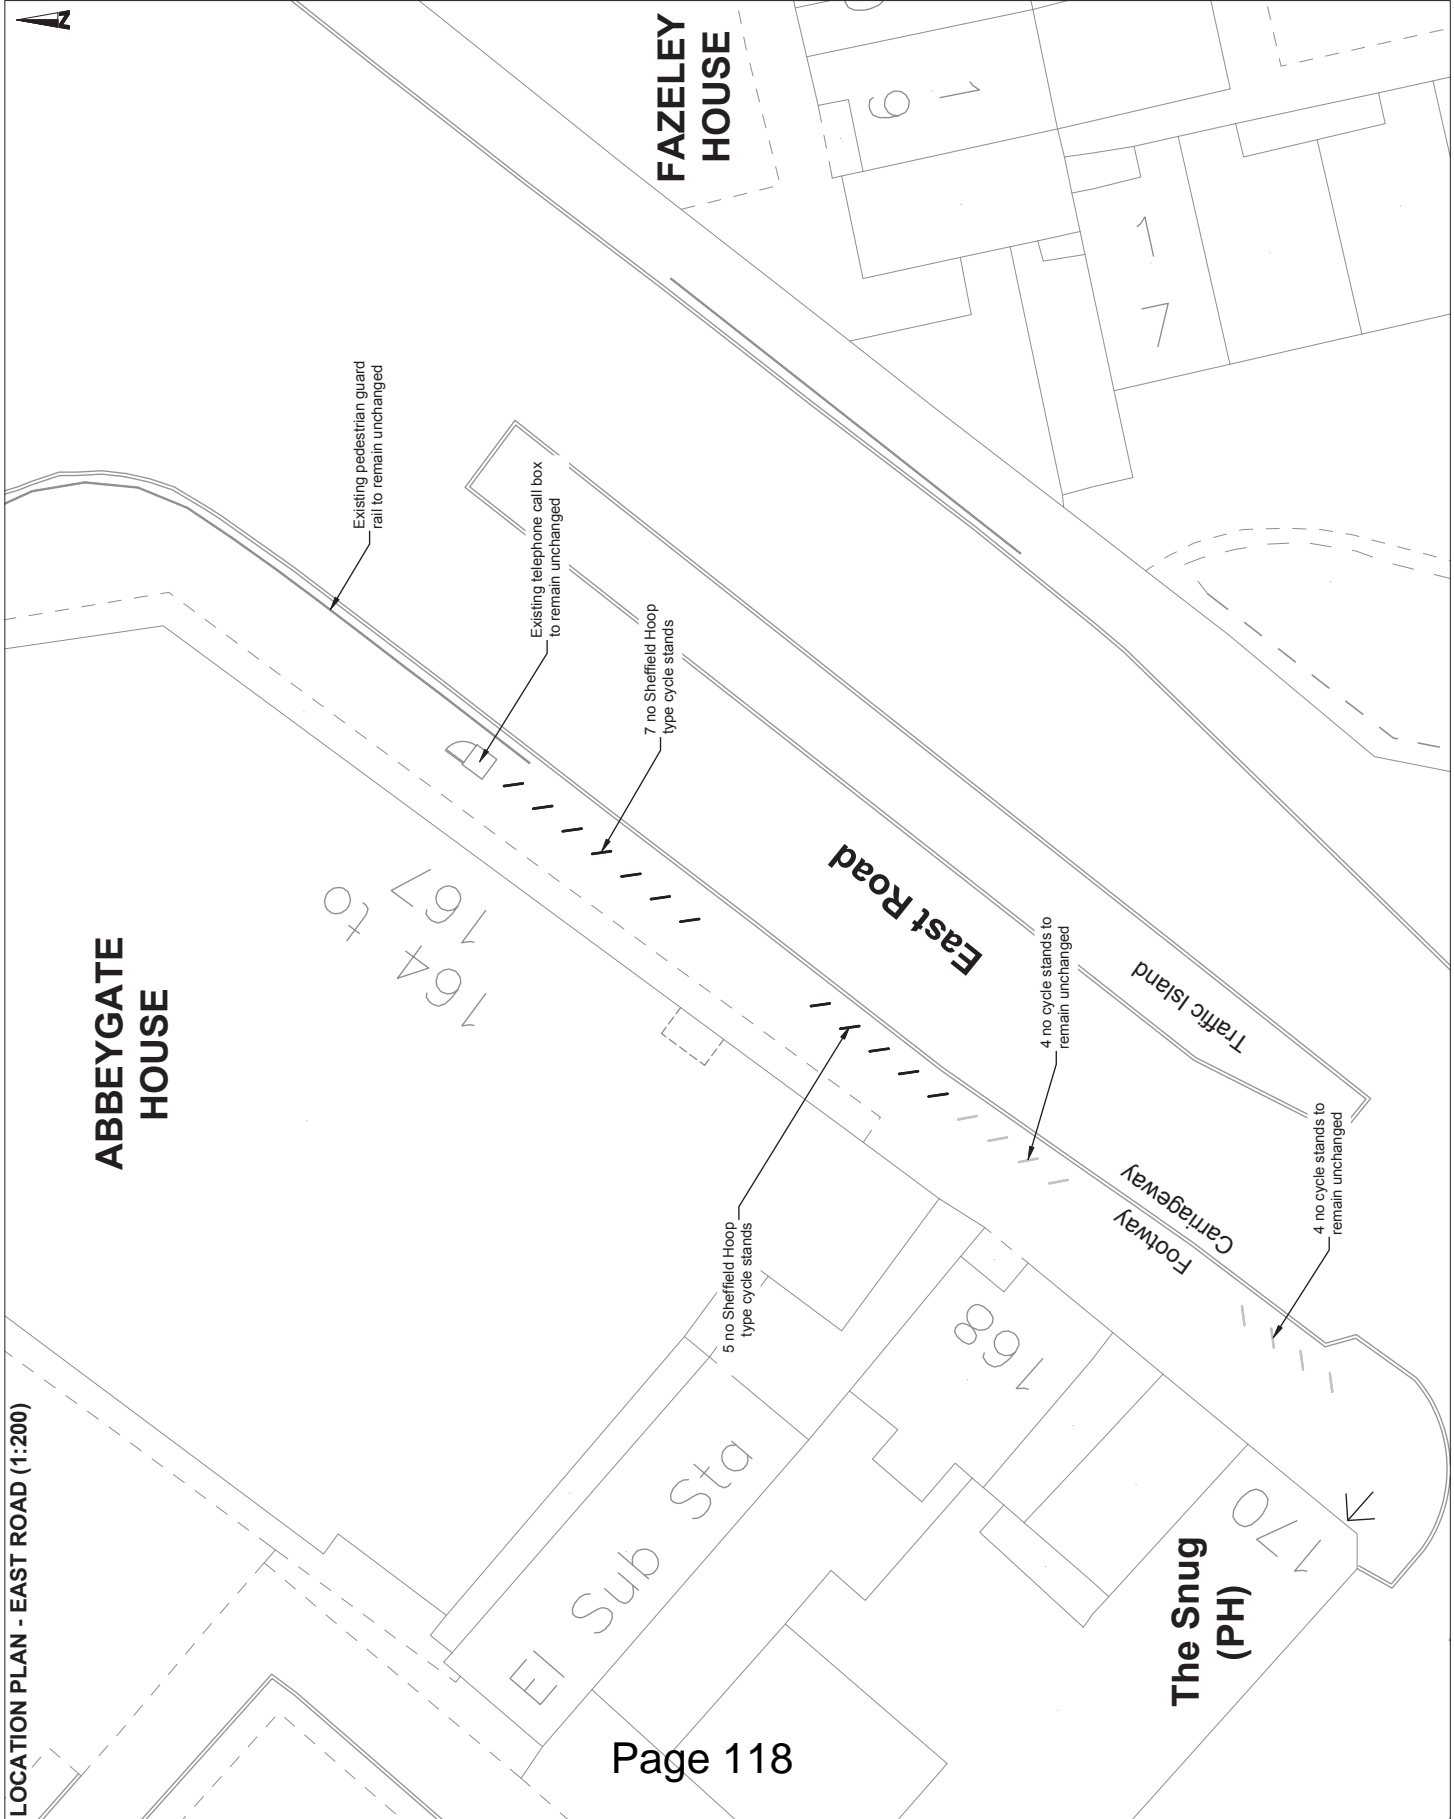 LOCATION PLAN - EAST ROAD (1:200)
N
ABBEYGATE
HOUSE
FAZELEY
HOUSE
Existing pedestrian guard
rail to remain unchanged
Existing telephone call box
to remain unchanged
7 no Sheffield Hoop
type cycle stands
164 to
167
5 no Sheffield Hoop
type cycle stands
East Road
4 no cycle stands to
remain unchanged
Traffic Island
Carriageway
Footway
4 no cycle stands to
remain unchanged
El Sub Sta
168
170
The Snug
(PH)
17
Page 118